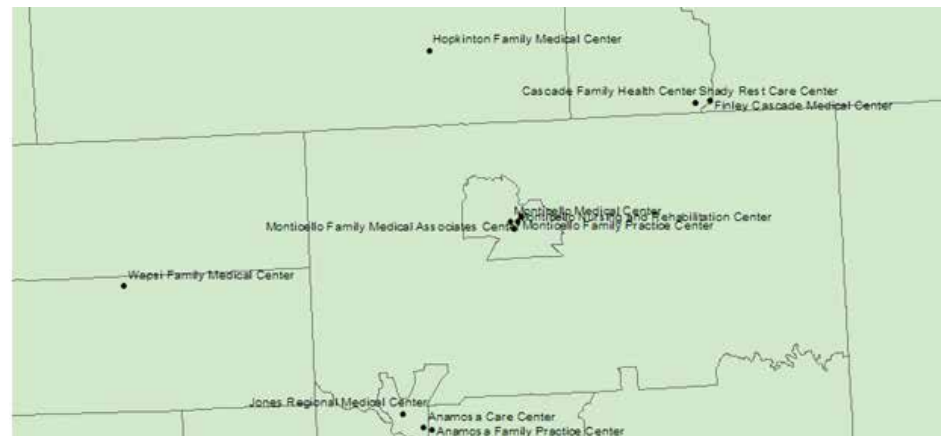 Hopkinton Family Medical Center
Cascade Family Health Center Shady Rest Care Center
Finley Cascade Medical Center
Monticello Medical Center
Monticello Nursing and Rehabilitation Center
Monticello Family Medical Associates Center
Monticello Family Practice Center
Wapsi Family Medical Center
Jones Regional Medical Center
Anamosa Care Center
Anamosa Family Practice Center